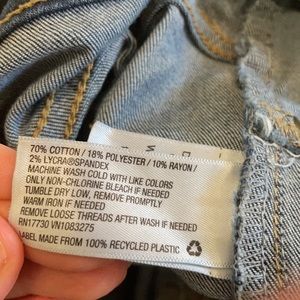 70% COTTON / 18% POLYESTER / 10% RAYON /
2% LYCRA®SPANDEX
MACHINE WASH COLD WITH LIKE COLORS
ONLY NON-CHLORINE BLEACH IF NEEDED
TUMBLE DRY LOW, REMOVE PROMPTLY
WARM IRON IF NEEDED
REMOVE LOOSE THREADS AFTER WASH IF NEEDED
RN17730 VN1083275
LABEL MADE FROM 100% RECYCLED PLASTIC